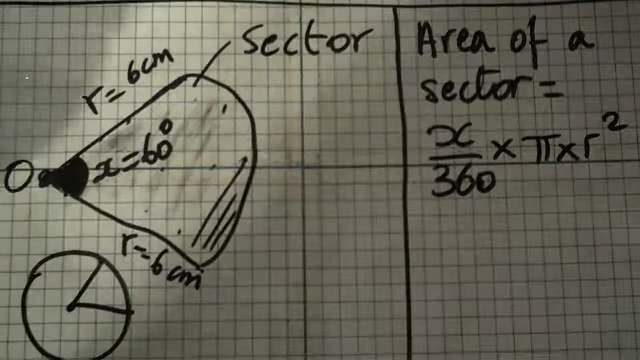 sector
r=6cm
x=60°
O
r=6cm
Area of a
sector=
x/360 × π×r²